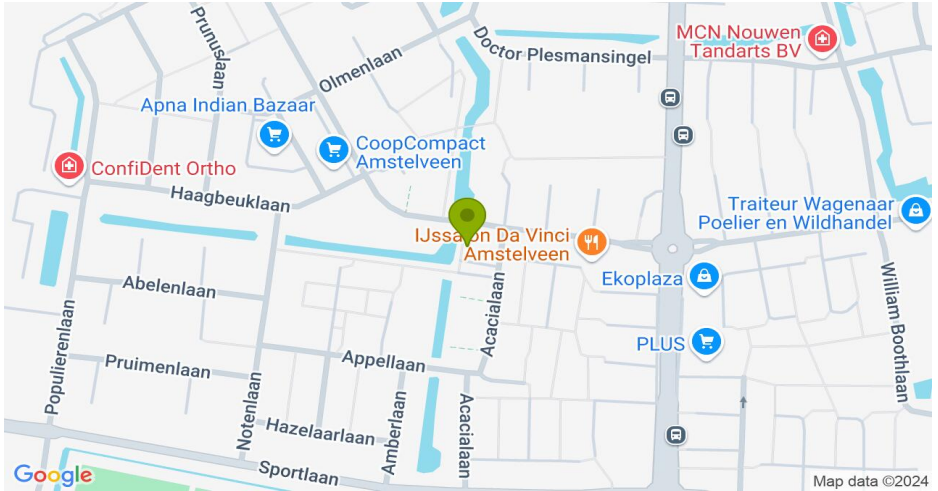 Prunuslaan
Olmenlaan
Doctor Plesmansingel
MCN Nouwen
Tandarts BV
Apna Indian Bazaar
CoopCompact
Amstelveen
ConfiDent Ortho
Haagbeuklaan
Traiteur Wagenaar
Poelier en Wildhandel
IJssalon Da Vinci
Amstelveen
Ekoplaza
Abelenlaan
Acacialaan
William Boothlaan
PLUS
Appellaan
Pruimenlaan
Populierenlaan
Notenlaan
Amberlaan
Acacialaan
Hazelaarlaan
Sportlaan
Google
Map data ©2024